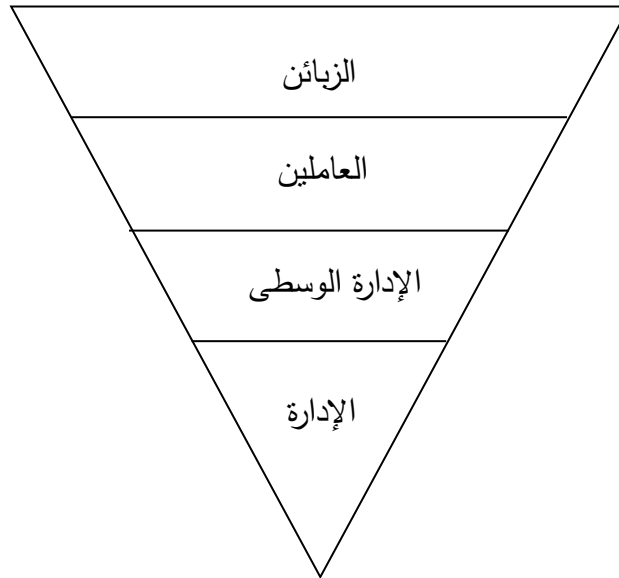 الزبائن
العاملين
الإدارة الوسطى
الإدارة